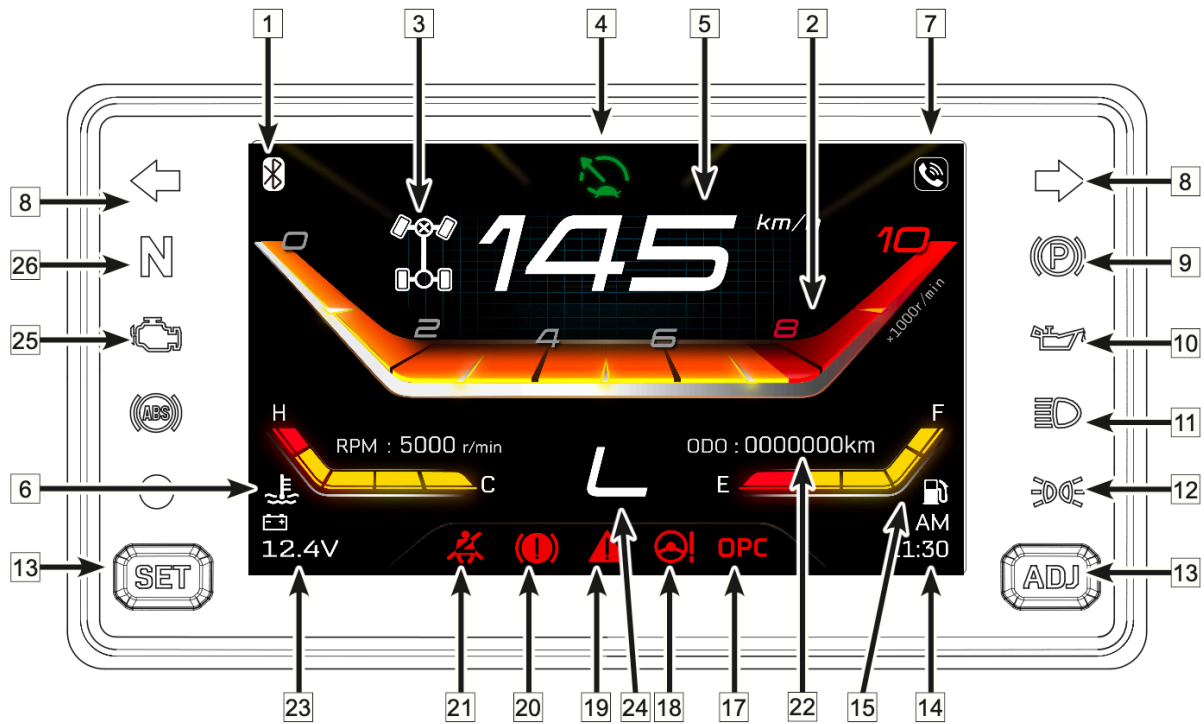 1 3 4 5 2 7
8 8
145 km/h
N
26
0 10
P
9
2 4 6 8
×1000r/min
25 10
ABS
H F
11
RPM : 5000 r/min ODO : 0000000km
C E
6 12
L
AM
12.4V
OPC
13 SET ADJ 13
23 21 20 19 24 18 17 22 15 14